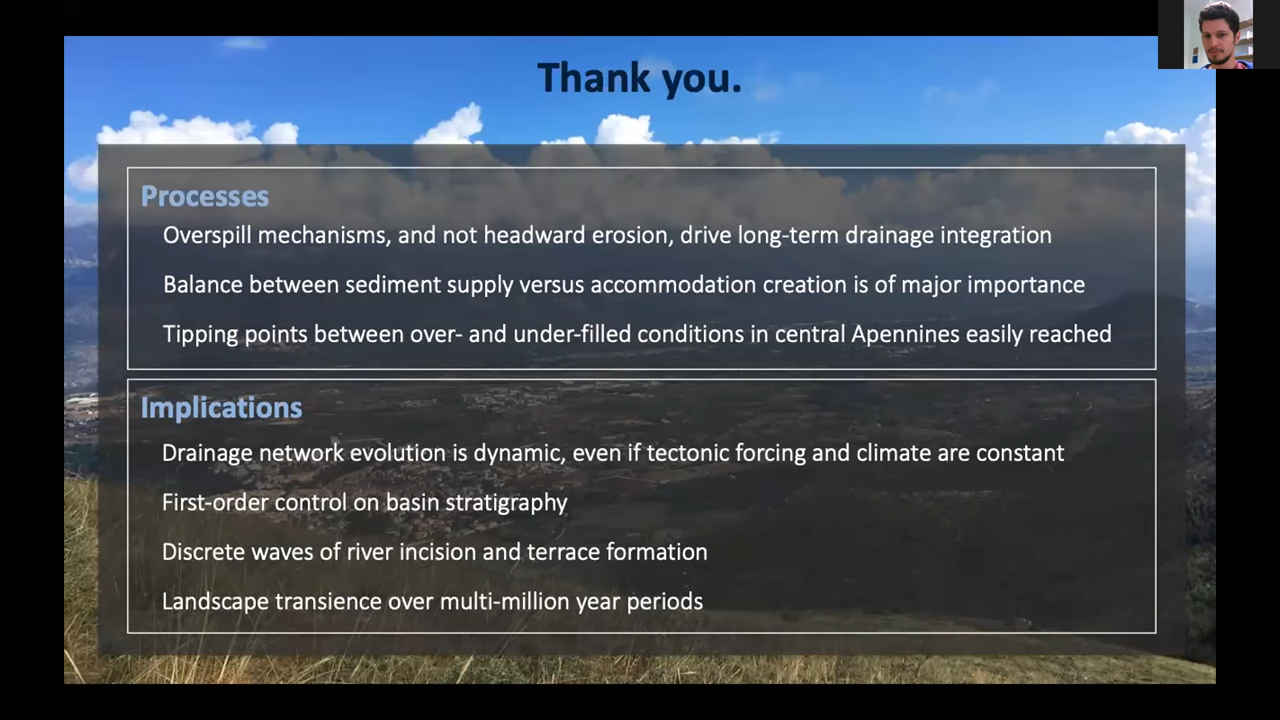 Thank you.
Processes
Overspill mechanisms, and not headward erosion, drive long-term drainage integration
Balance between sediment supply versus accommodation creation is of major importance
Tipping points between over- and under-filled conditions in central Apennines easily reached
Implications
Drainage network evolution is dynamic, even if tectonic forcing and climate are constant
First-order control on basin stratigraphy
Discrete waves of river incision and terrace formation
Landscape transience over multi-million year periods